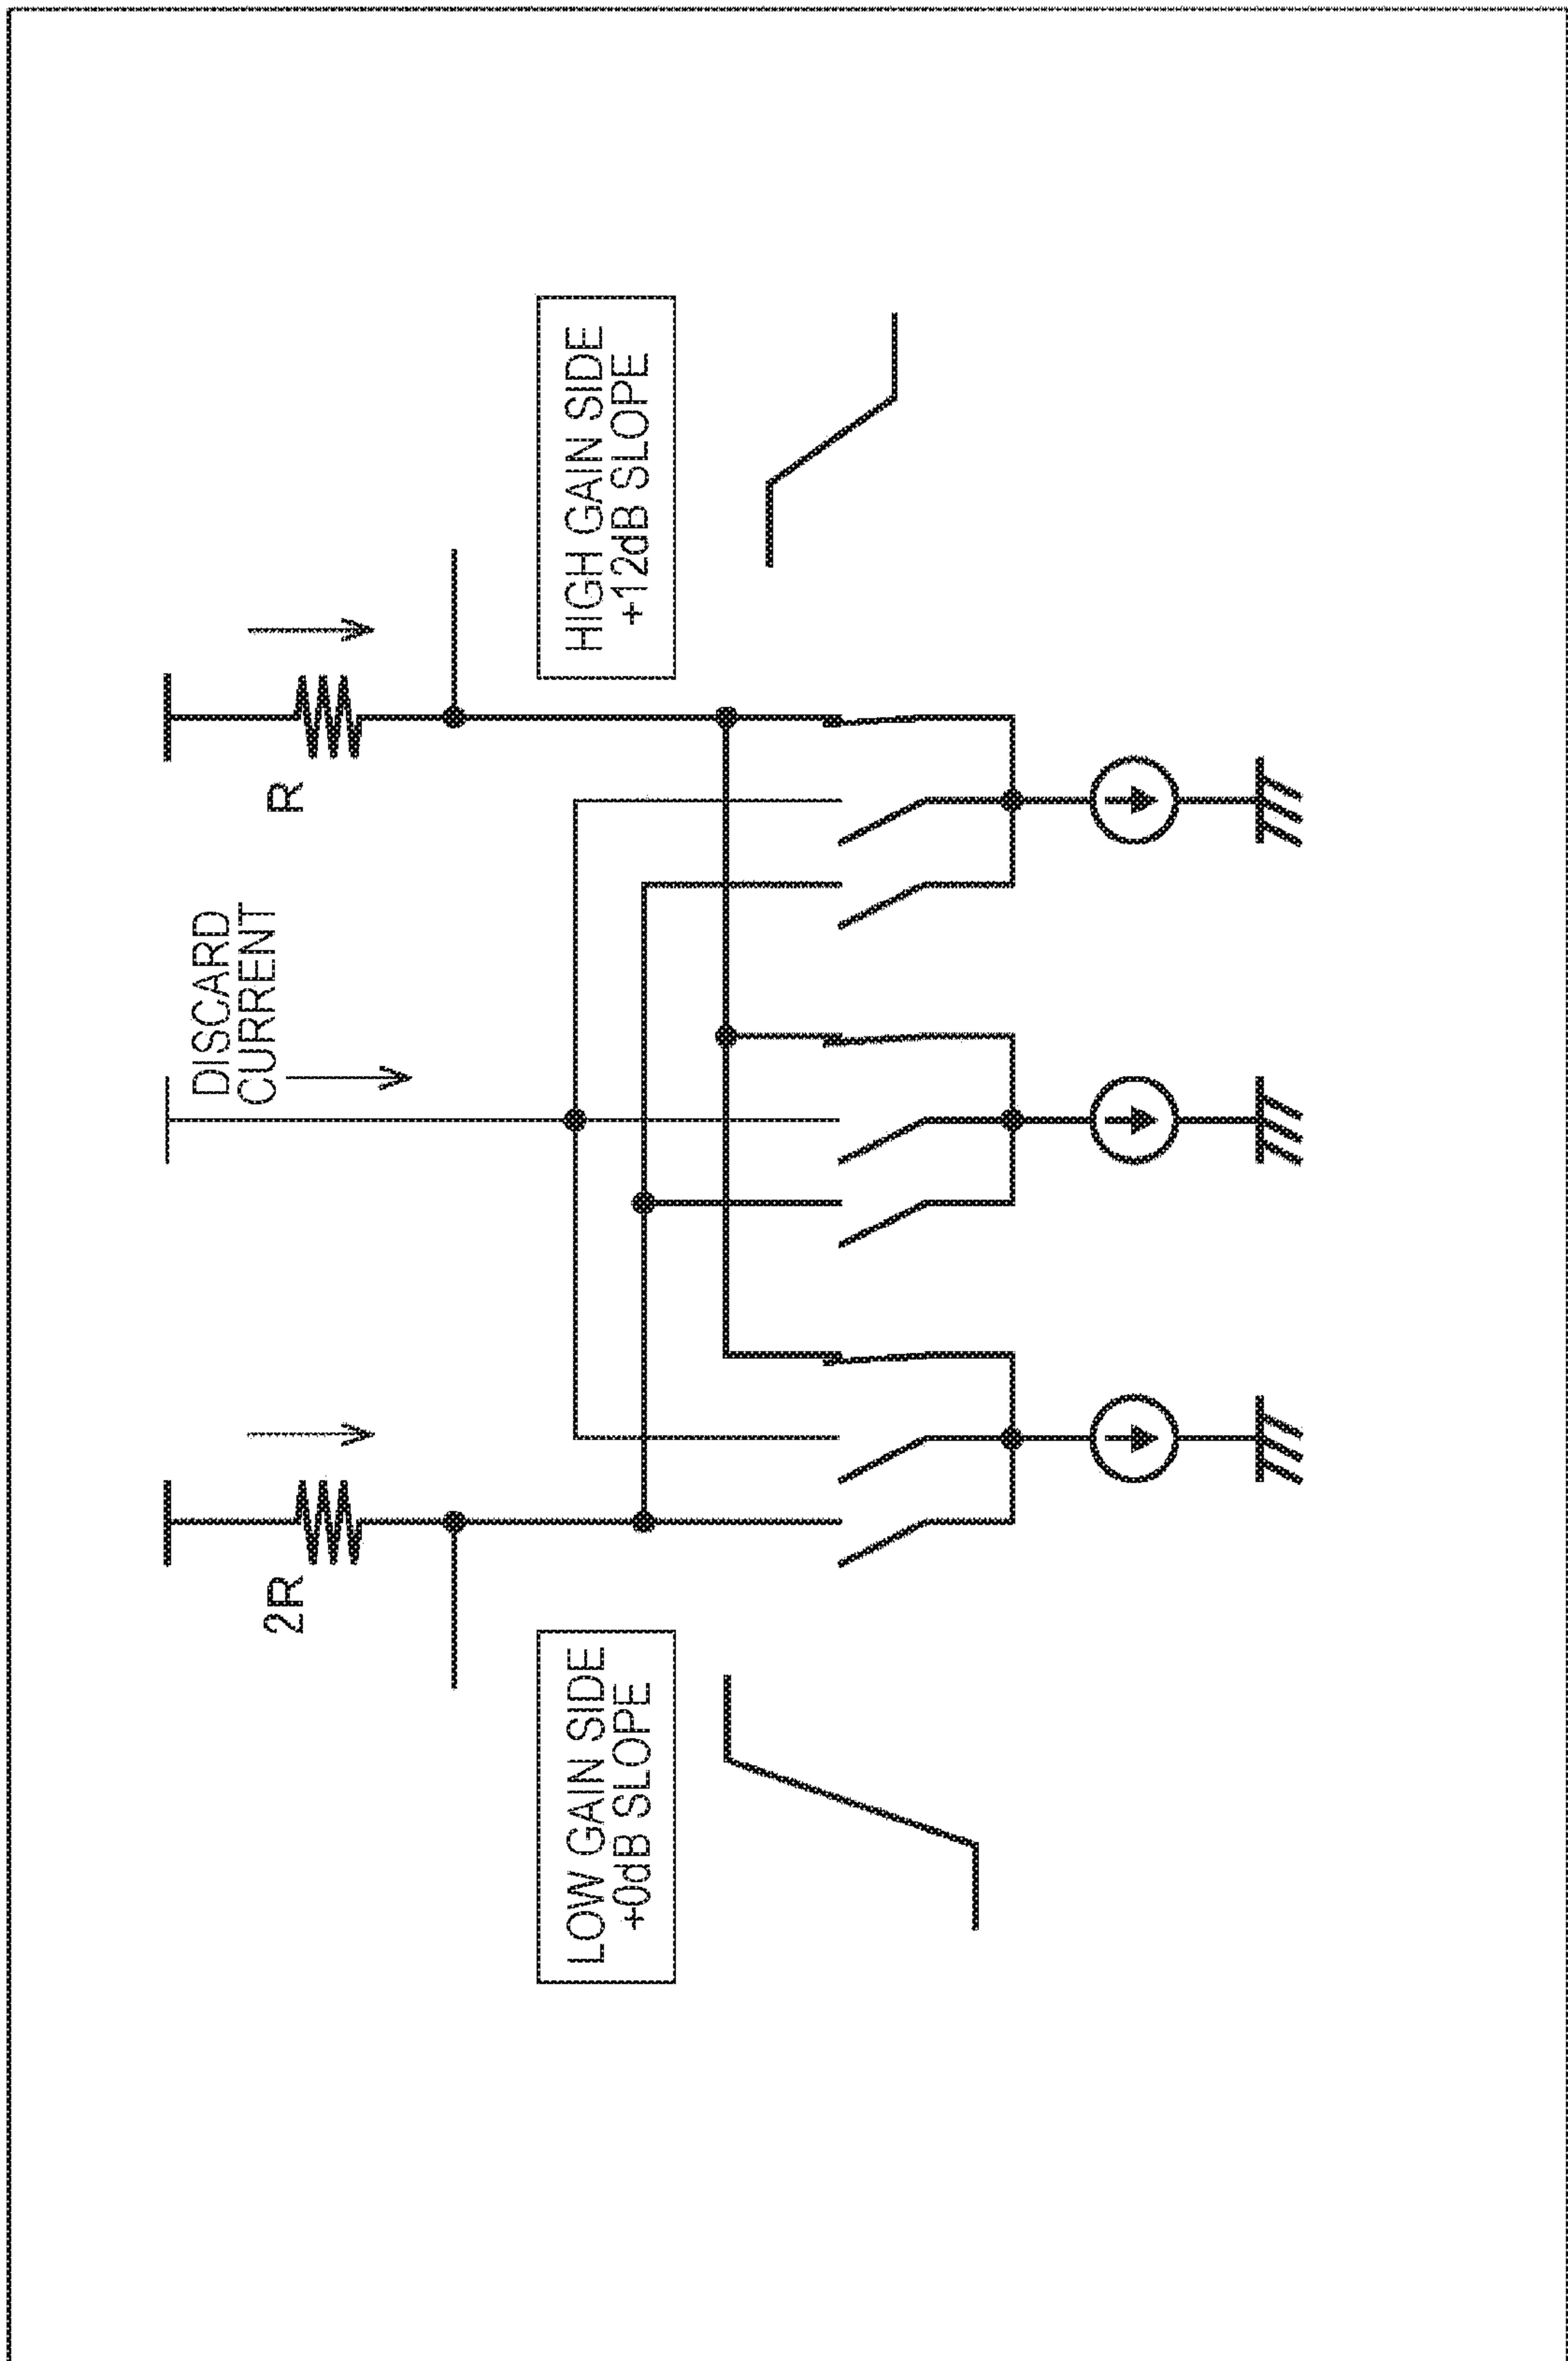 2R
DISCARD
CURRENT
R
LOW GAIN SIDE
+0dB SLOPE
HIGH GAIN SIDE
+12dB SLOPE